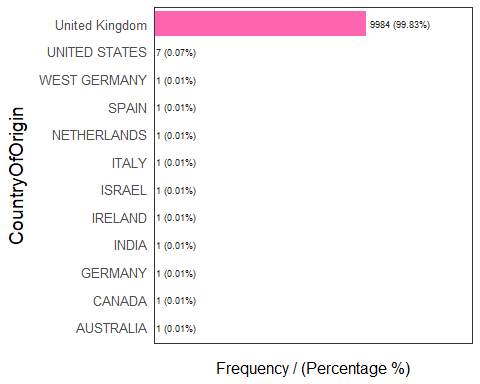 United Kingdom 9984 (99.83%)
UNITED STATES 7 (0.07%)
WEST GERMANY 1 (0.01%)
SPAIN 1 (0.01%)
NETHERLANDS 1 (0.01%)
ITALY 1 (0.01%)
ISRAEL 1 (0.01%)
IRELAND 1 (0.01%)
INDIA 1 (0.01%)
GERMANY 1 (0.01%)
CANADA 1 (0.01%)
AUSTRALIA 1 (0.01%)
CountryOfOrigin
Frequency / (Percentage %)